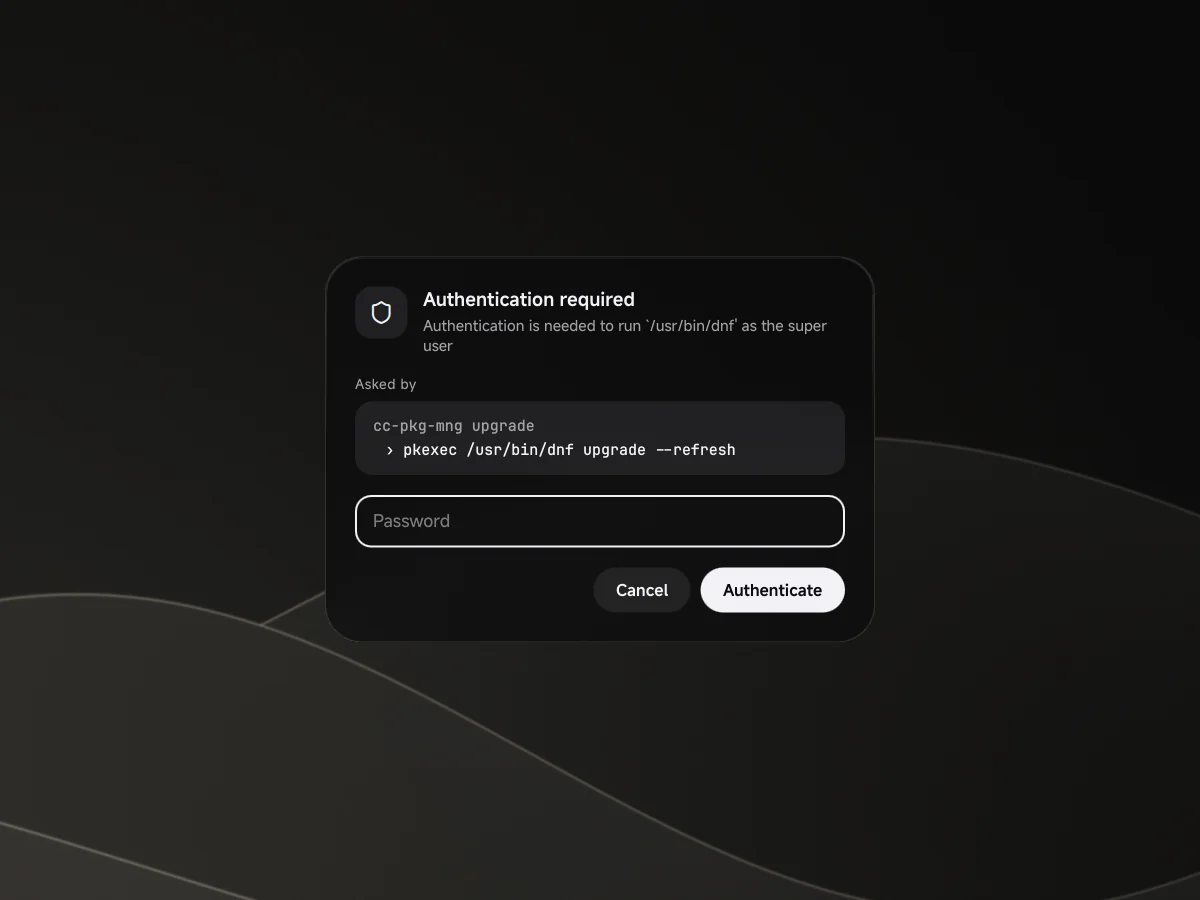 Authentication required
Authentication is needed to run `/usr/bin/dnf' as the super
user
Asked by
cc-pkg-mng upgrade
› pkexec /usr/bin/dnf upgrade --refresh
Password
Cancel
Authenticate